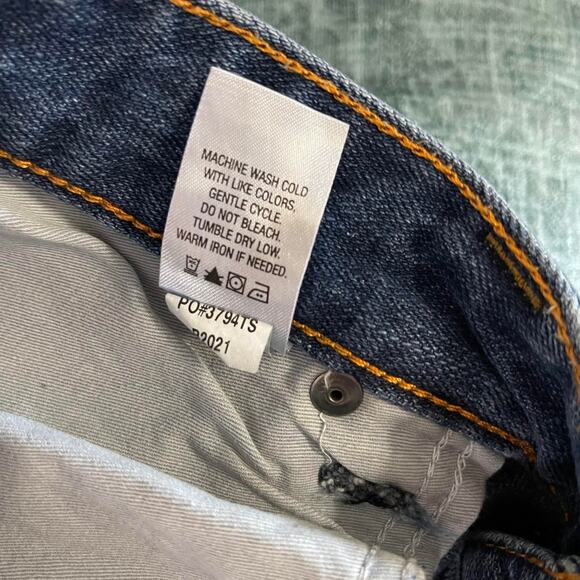 MACHINE WASH COLD
WITH LIKE COLORS.
GENTLE CYCLE.
DO NOT BLEACH.
TUMBLE DRY LOW.
WARM IRON IF NEEDED.
PO#3794TS
2021